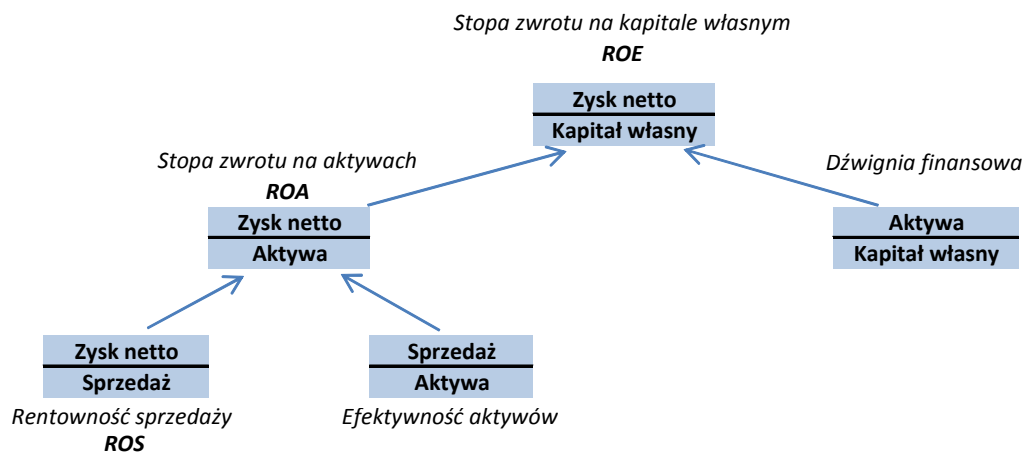 Stopa zwrotu na kapitale własnym
ROE
Zysk netto
Kapitał własny
Stopa zwrotu na aktywach
ROA
Zysk netto
Aktywa
Dźwignia finansowa
Aktywa
Kapitał własny
Zysk netto
Sprzedaż
Rentowność sprzedaży
ROS
Sprzedaż
Aktywa
Efektywność aktywów